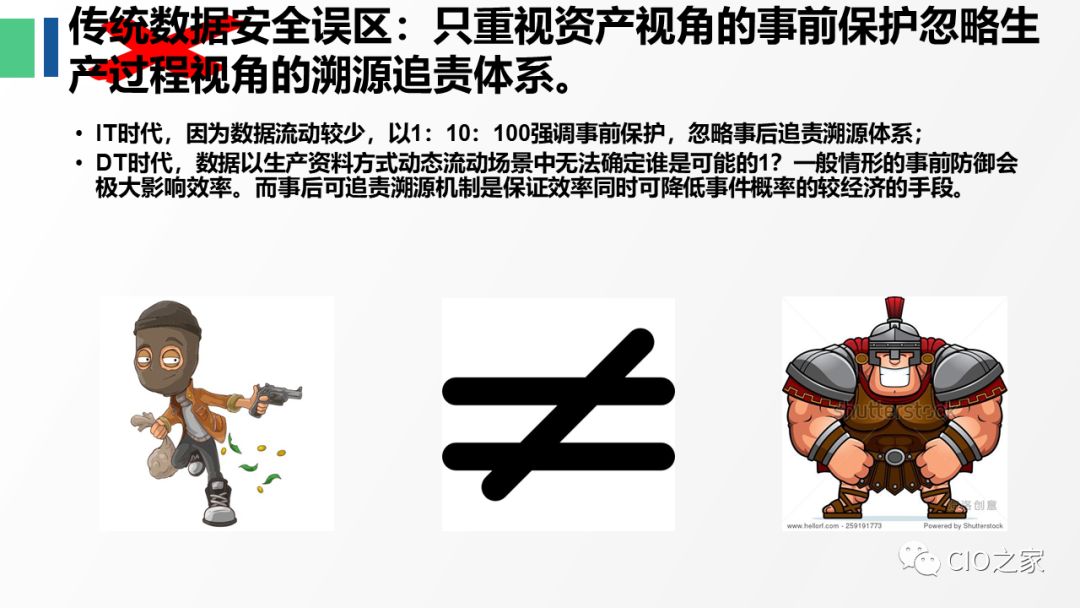 传统数据安全误区：只重视资产视角的事前保护忽略生
产过程视角的溯源追责体系。
• IT时代，因为数据流动较少，以1：10：100强调事前保护，忽略事后追责溯源体系；
• DT时代，数据以生产资料方式动态流动场景中无法确定谁是可能的1？一般情形的事前防御会
极大影响效率。而事后可追责溯源机制是保证效率同时可降低事件概率的较经济的手段。
shutterstock
创意
www.hellorf.com - 259191773 Powered by Shutterstock
CIO之家